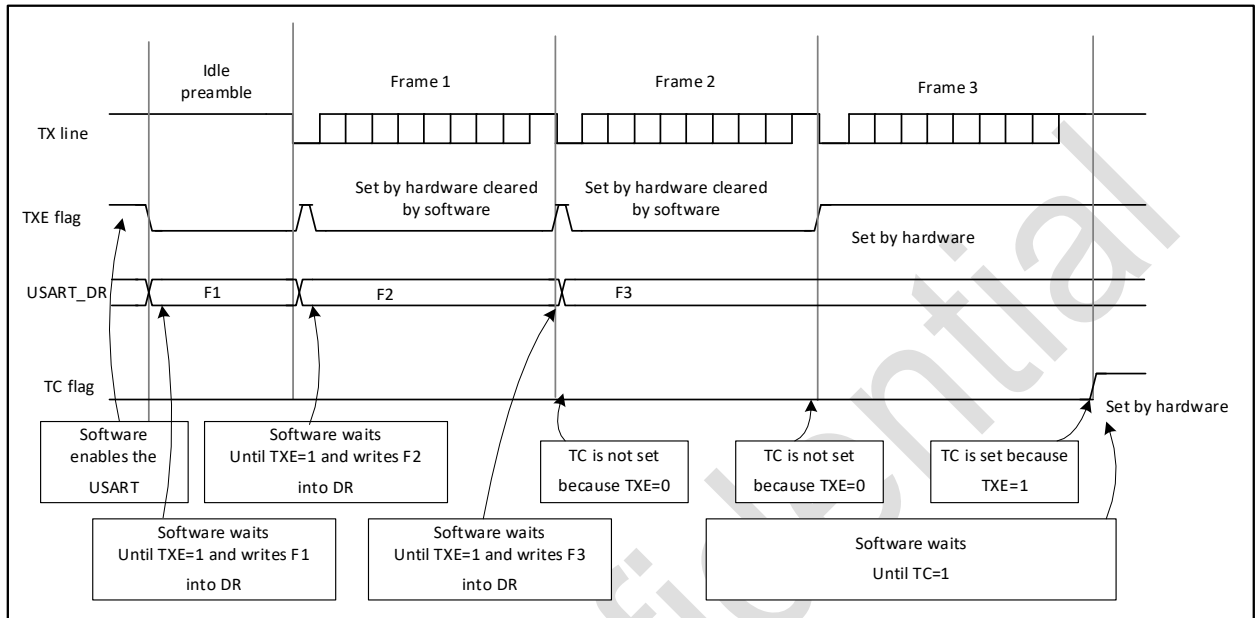 Idle
preamble
Frame 1
Frame 2
Frame 3
TX line
Set by hardware cleared
by software
Set by hardware cleared
by software
TXE flag
Set by hardware
USART_DR
F1
F2
F3
TC flag
Set by hardware
Software
enables the
USART
Software waits
Until TXE=1 and writes F2
into DR
TC is not set
because TXE=0
TC is not set
because TXE=0
TC is set because
TXE=1
Software waits
Until TXE=1 and writes F1
into DR
Software waits
Until TXE=1 and writes F3
into DR
Software waits
Until TC=1